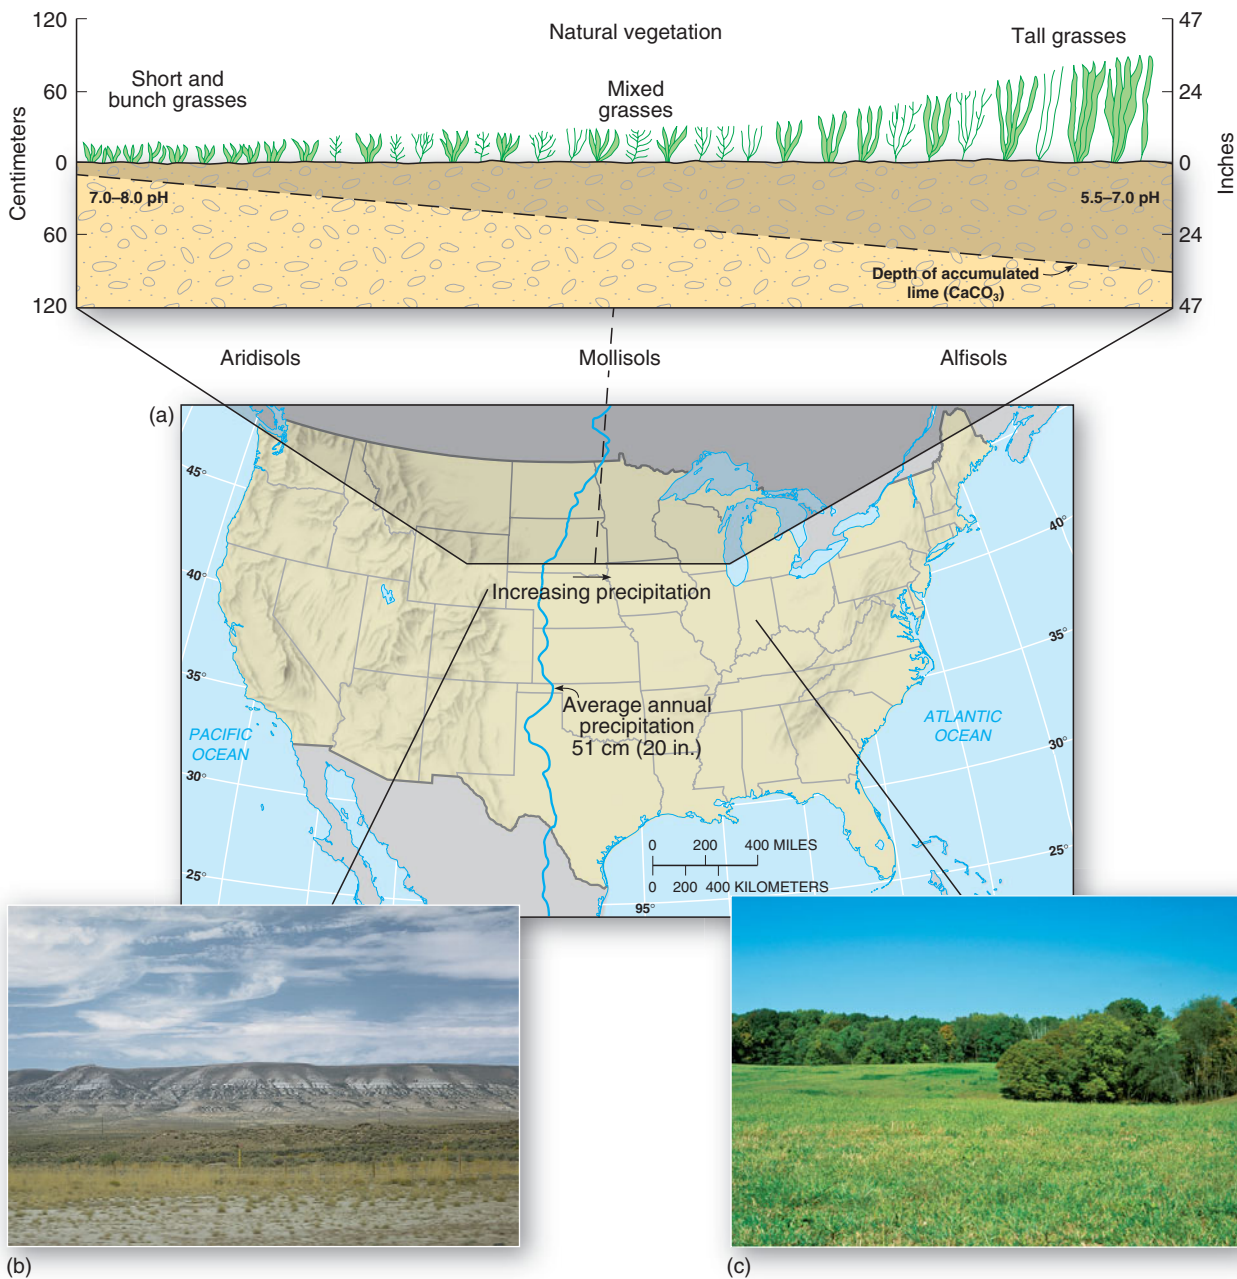 120
60
0
60
120
Centimeters
47
24
0
24
47
Inches
Natural vegetation
Short and
bunch grasses
Mixed
grasses
Tall grasses
7.0–8.0 pH
5.5–7.0 pH
Depth of accumulated
lime (CaCO₃)
Aridisols
Mollisols
Alfisols
(a)
45°
40°
35°
30°
25°
40°
35°
30°
25°
95°
Increasing precipitation
Average annual
precipitation
51 cm (20 in.)
PACIFIC
OCEAN
ATLANTIC
OCEAN
0 200 400 MILES
0 200 400 KILOMETERS
(b)
(c)